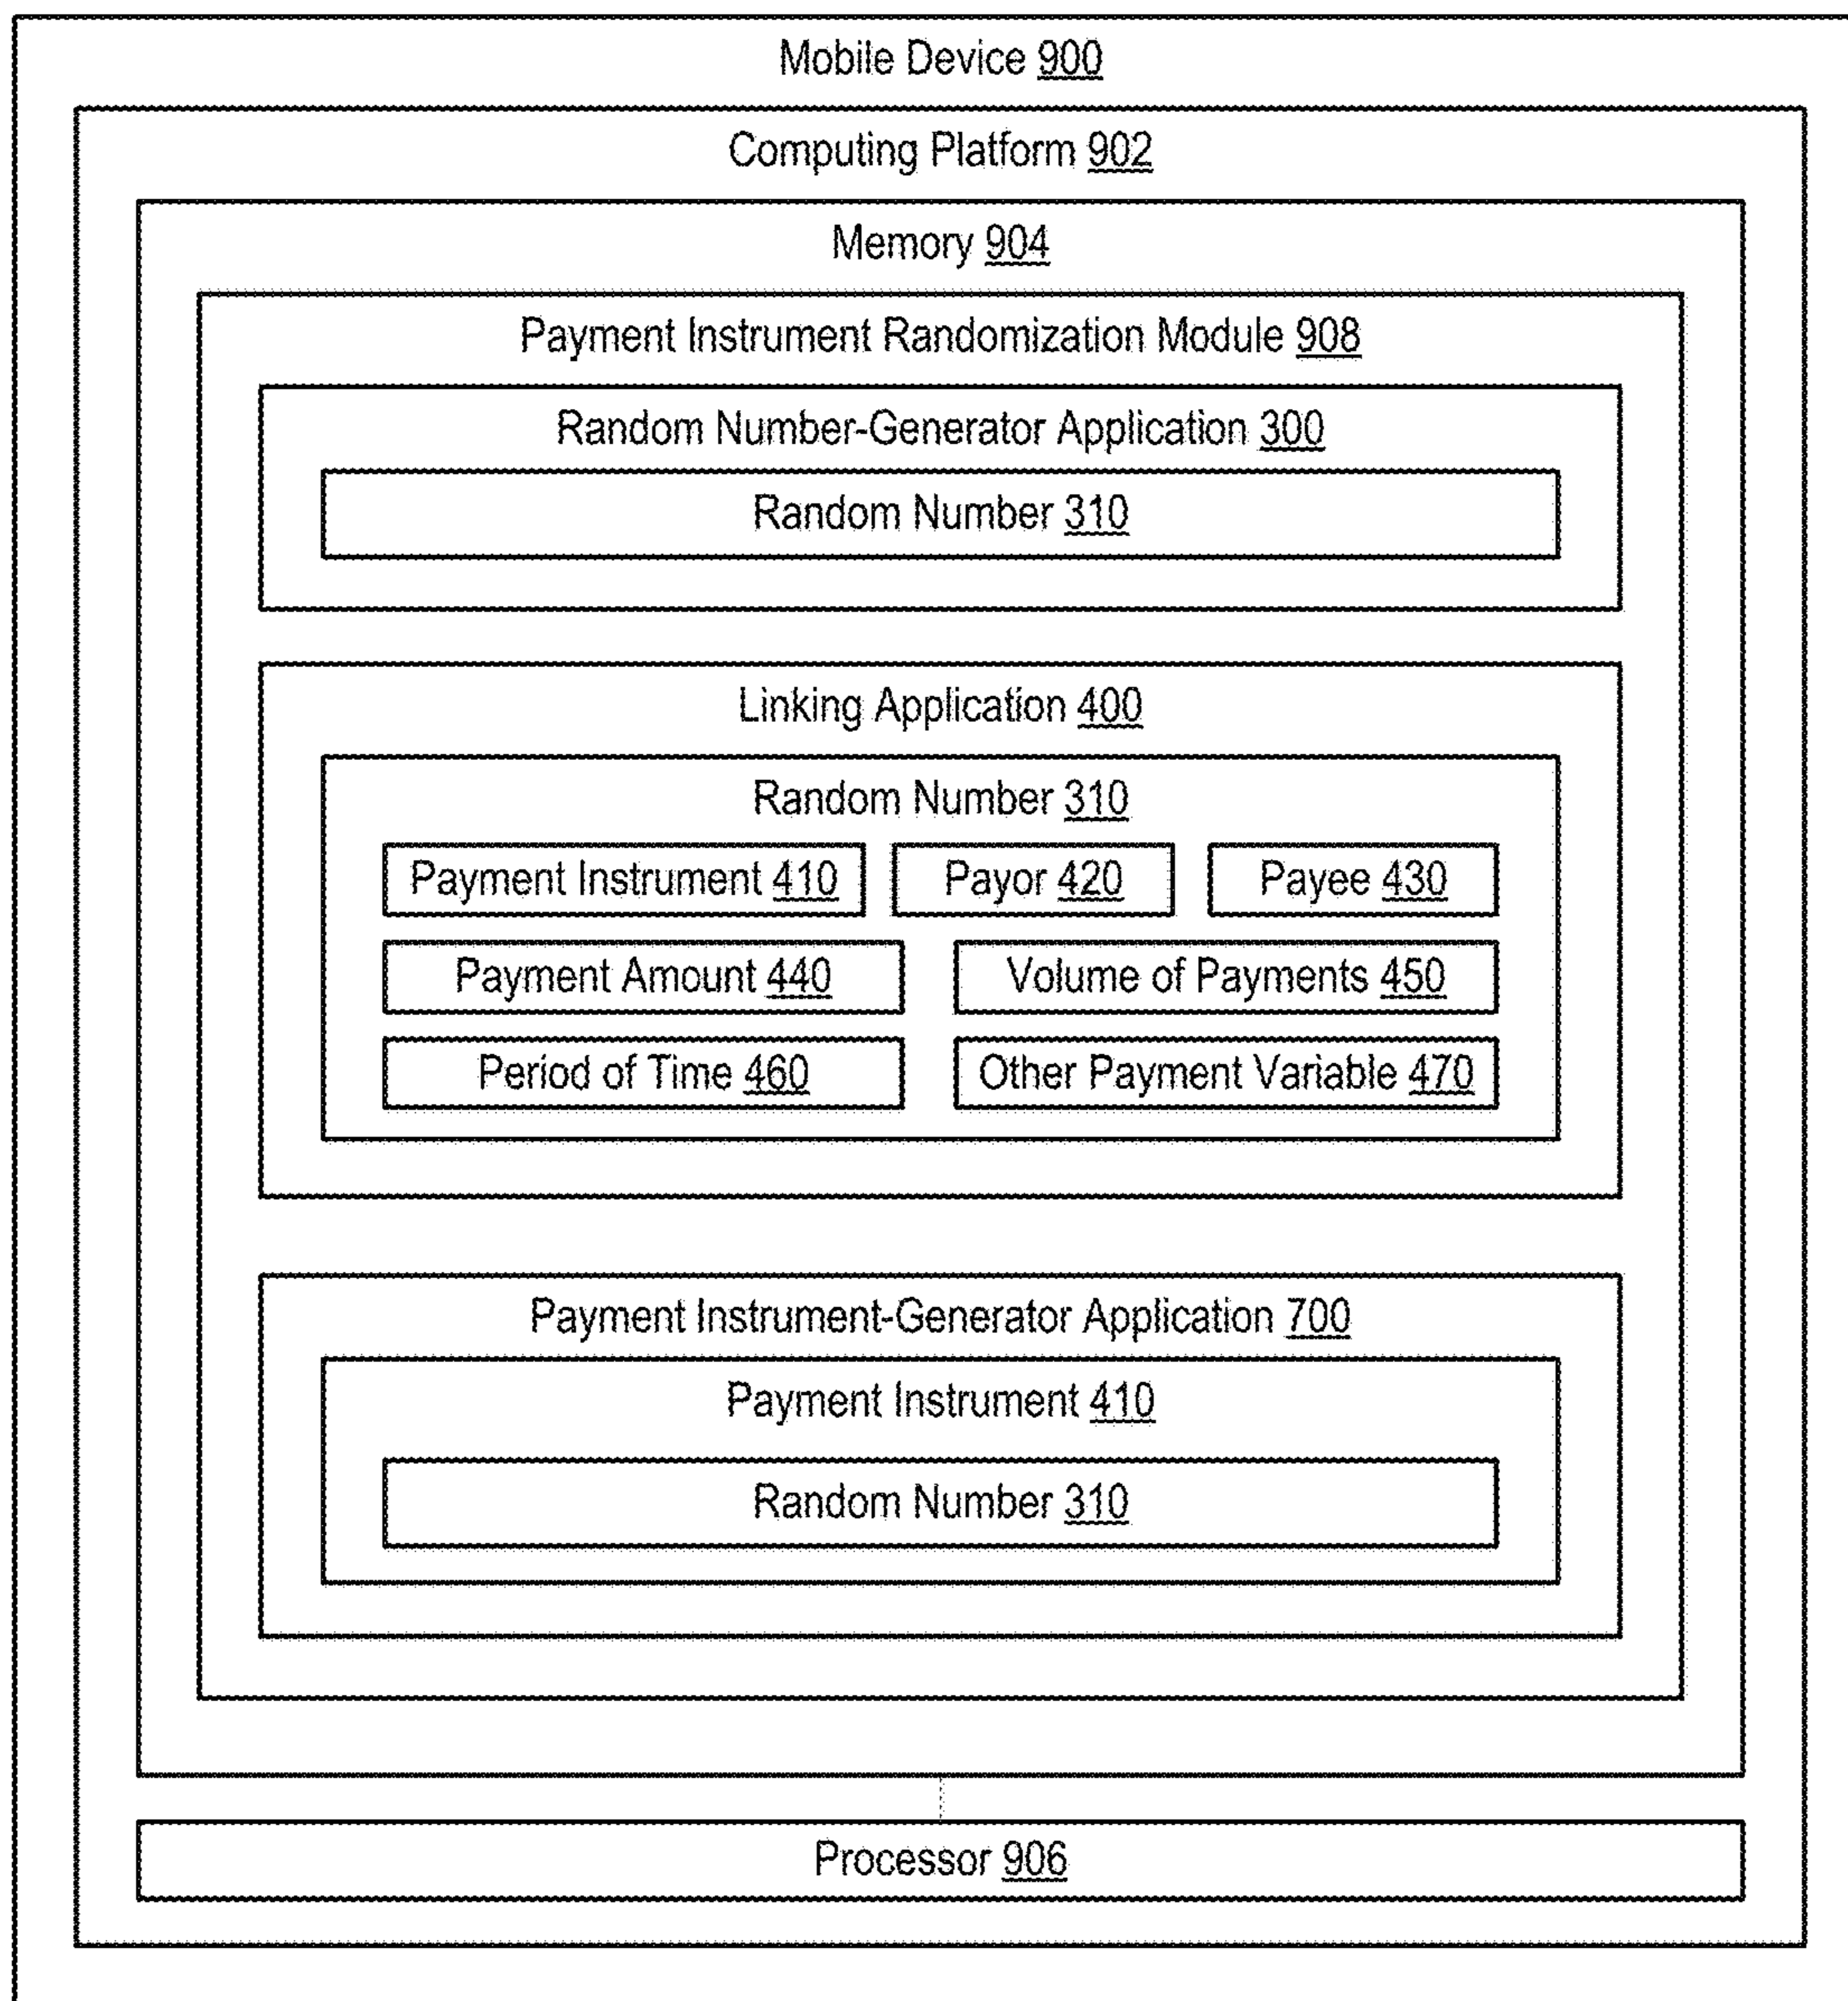 Mobile Device 900
Computing Platform 902
Memory 904
Payment Instrument Randomization Module 908
Random Number-Generator Application 300
Random Number 310
Linking Application 400
Random Number 310
Payment Instrument 410 Payor 420 Payee 430
Payment Amount 440 Volume of Payments 450
Period of Time 460 Other Payment Variable 470
Payment Instrument-Generator Application 700
Payment Instrument 410
Random Number 310
Processor 906